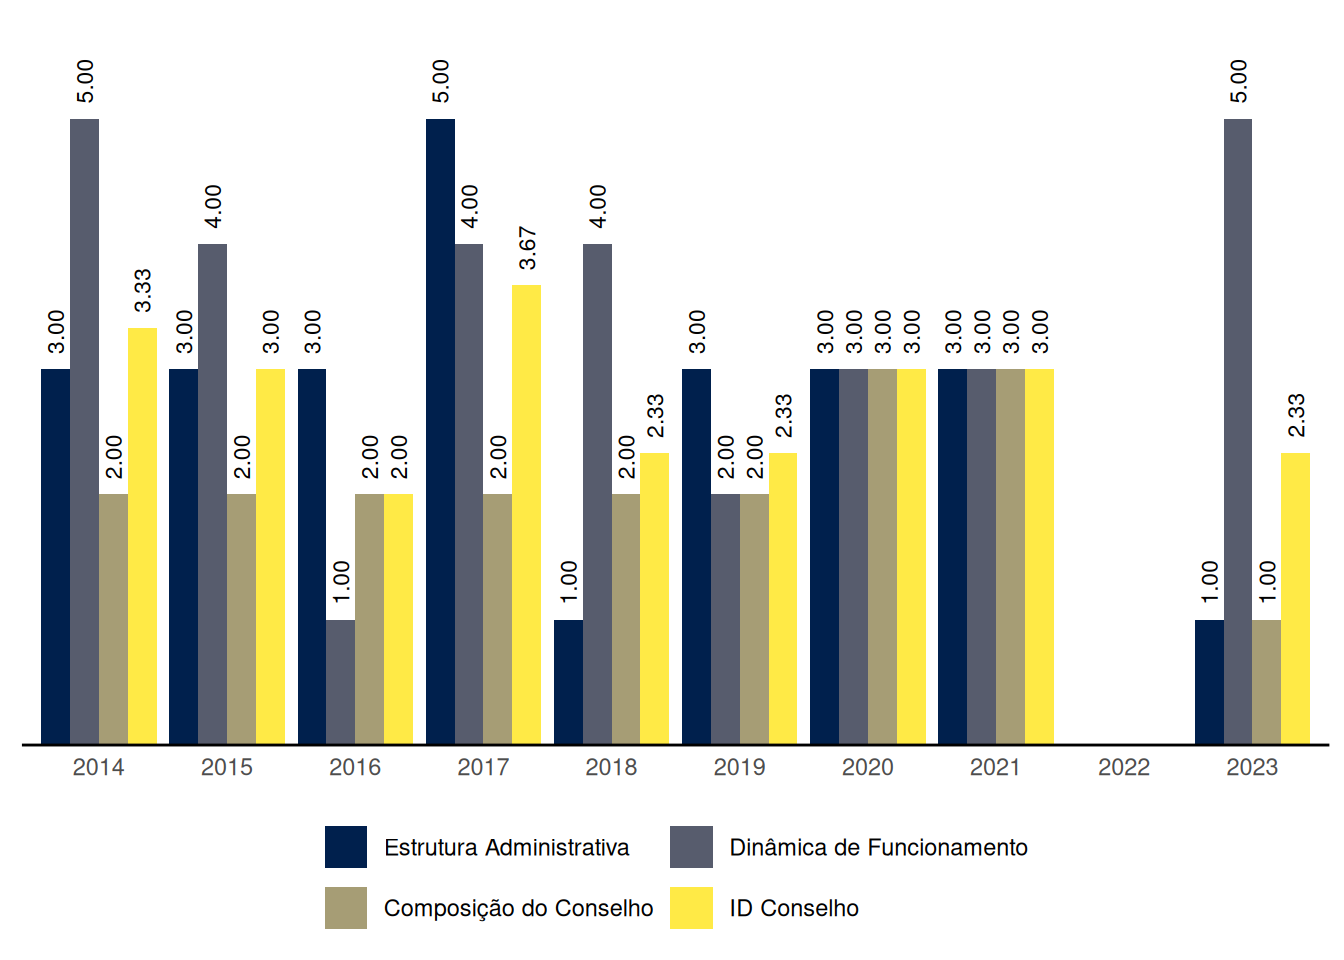 5.00 5.00 5.00
4.00 4.00 4.00
3.67
3.33
3.00 3.00 3.00 3.00 3.00 3.00 3.00 3.00 3.00 3.00 3.00 3.00 3.00
2.33 2.33 2.33
2.00 2.00 2.00 2.00 2.00 2.00 2.00 2.00
1.00 1.00 1.00 1.00
2014 2015 2016 2017 2018 2019 2020 2021 2022 2023
Estrutura Administrativa Dinâmica de Funcionamento
Composição do Conselho ID Conselho